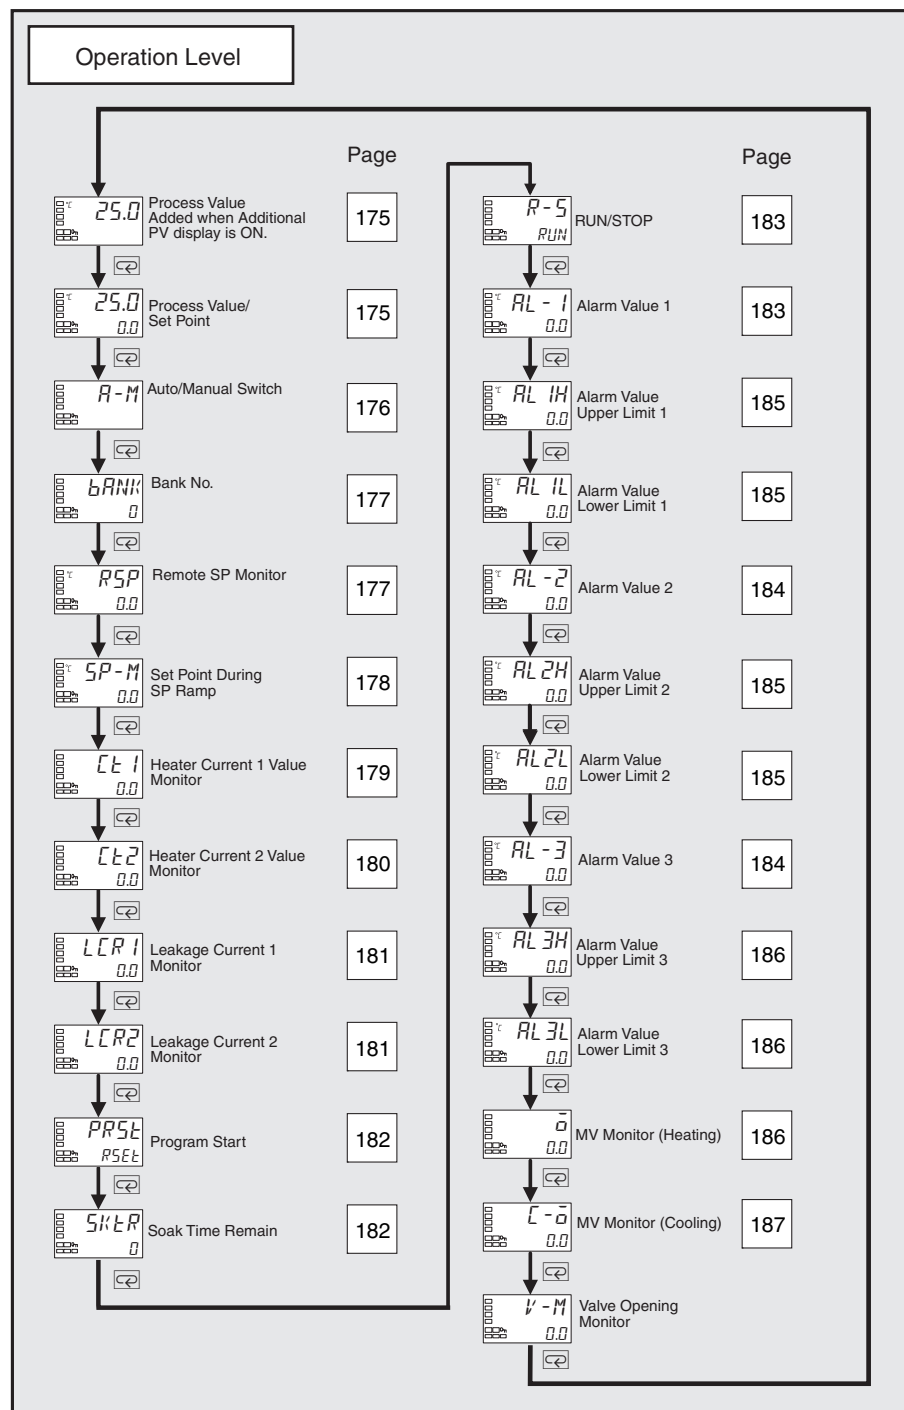 Operation Level
Page
25.0
Process Value
Added when Additional
PV display is ON.
175
25.0
0.0
Process Value/
Set Point
175
A-M
Auto/Manual Switch
176
bANK
0
Bank No.
177
RSP
0.0
Remote SP Monitor
177
SP-M
0.0
Set Point During
SP Ramp
178
Ct1
0.0
Heater Current 1 Value
Monitor
179
Ct2
0.0
Heater Current 2 Value
Monitor
180
LCR1
0.0
Leakage Current 1
Monitor
181
LCR2
0.0
Leakage Current 2
Monitor
181
PRSt
RSEt
Program Start
182
SKtR
0
Soak Time Remain
182
Page
R-S
RUN
RUN/STOP
183
AL-1
0.0
Alarm Value 1
183
AL1H
0.0
Alarm Value
Upper Limit 1
185
AL1L
0.0
Alarm Value
Lower Limit 1
185
AL-2
0.0
Alarm Value 2
184
AL2H
0.0
Alarm Value
Upper Limit 2
185
AL2L
0.0
Alarm Value
Lower Limit 2
185
AL-3
0.0
Alarm Value 3
184
AL3H
0.0
Alarm Value
Upper Limit 3
186
AL3L
0.0
Alarm Value
Lower Limit 3
186
ō
0.0
MV Monitor (Heating)
186
C-ō
0.0
MV Monitor (Cooling)
187
V-M
0.0
Valve Opening
Monitor